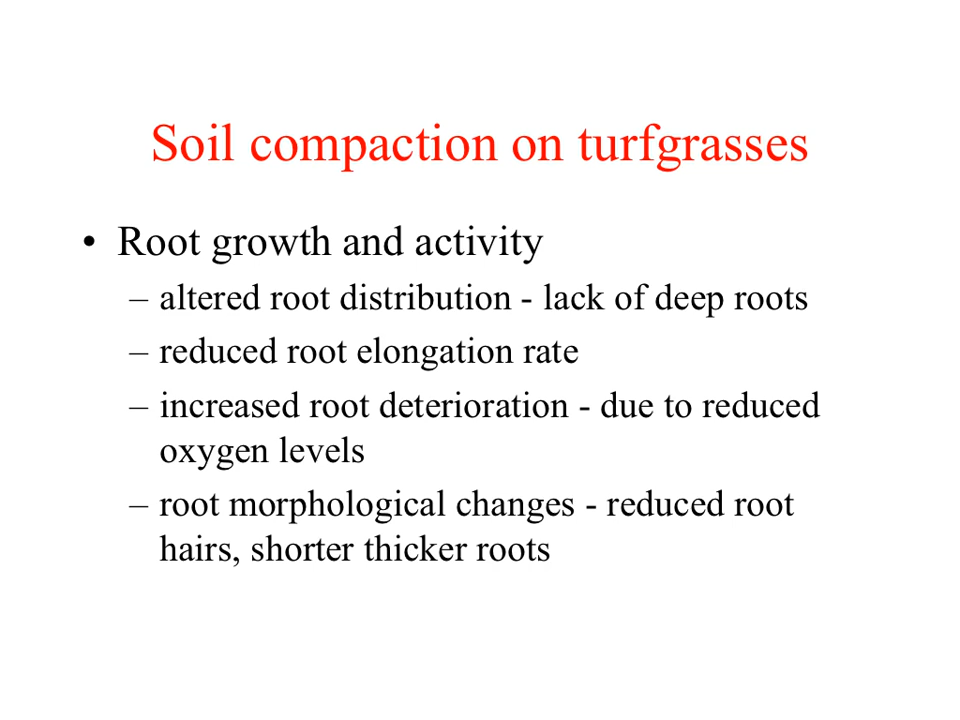 Soil compaction on turfgrasses
• Root growth and activity
– altered root distribution - lack of deep roots
– reduced root elongation rate
– increased root deterioration - due to reduced
oxygen levels
– root morphological changes - reduced root
hairs, shorter thicker roots